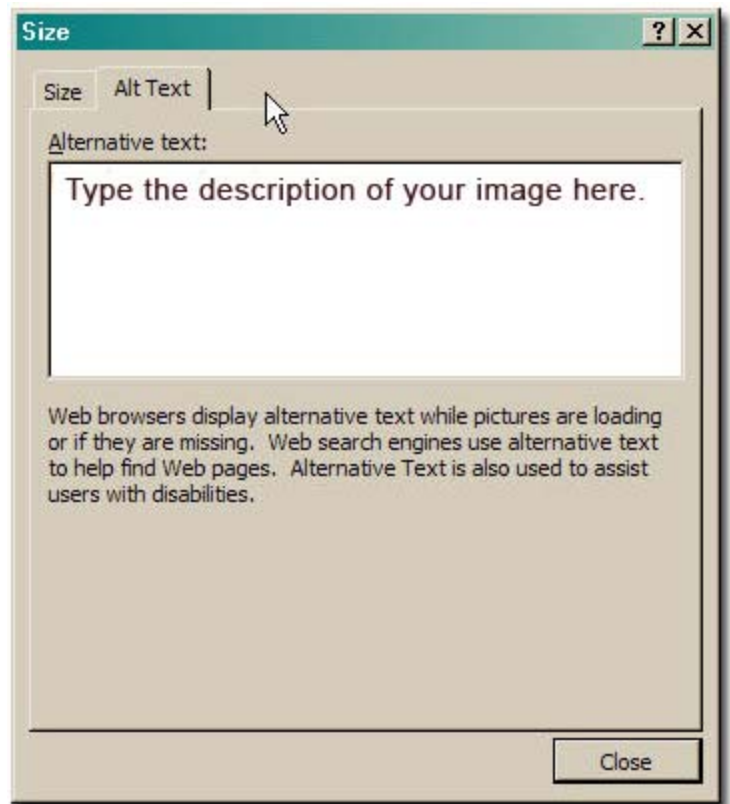 Size
Size Alt Text
Alternative text:
Type the description of your image here.
Web browsers display alternative text while pictures are loading
or if they are missing. Web search engines use alternative text
to help find Web pages. Alternative Text is also used to assist
users with disabilities.
Close